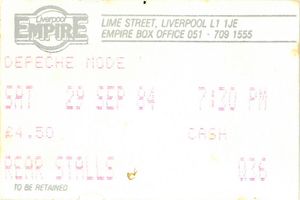 Liverpool
EMPIRE
LIME STREET, LIVERPOOL L1 1JE
EMPIRE BOX OFFICE 051 - 709 1555
DEPECHE MODE
SAT 29 SEP 84 7:30 PM
£4.50 CASH
REAR STALLS
TO BE RETAINED